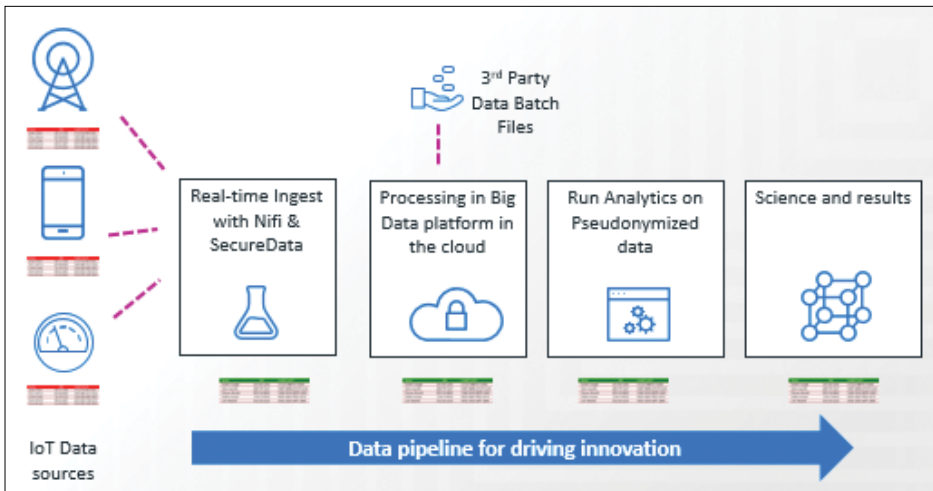 3rd Party
Data Batch
Files
Real-time Ingest
with Nifi &
SecureData
Processing in Big
Data platform in
the cloud
Run Analytics on
Pseudonymized
data
Science and results
IoT Data
sources
Data pipeline for driving innovation